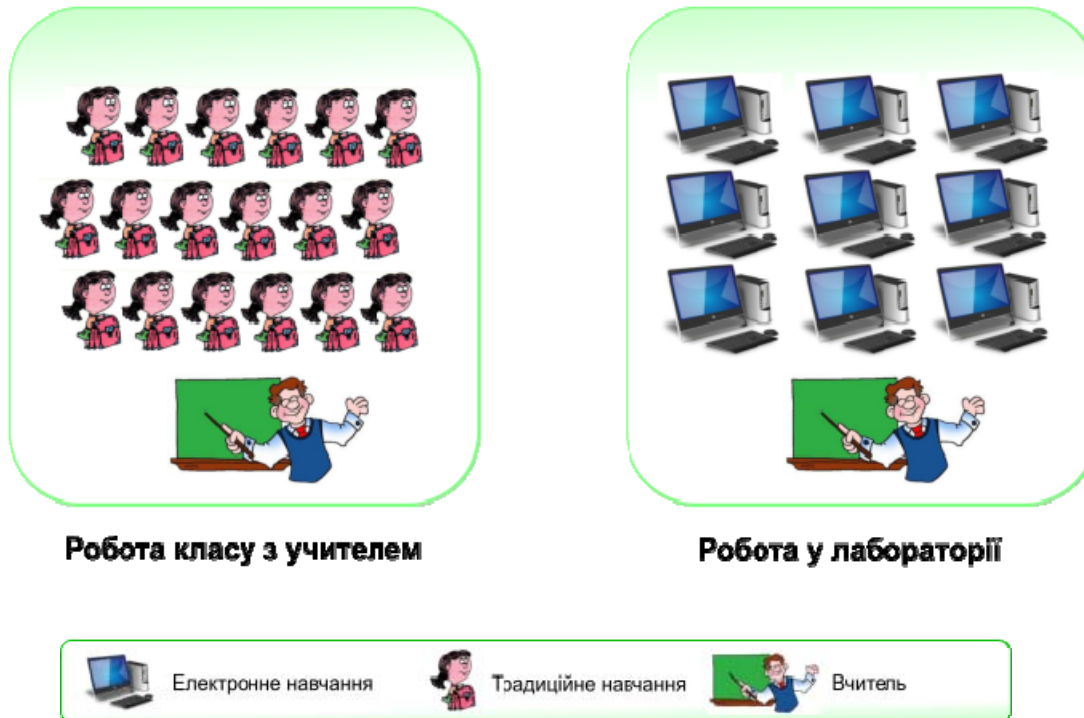 Робота класу з учителем
Робота у лабораторії
Електронне навчання
Традиційне навчання
Вчитель